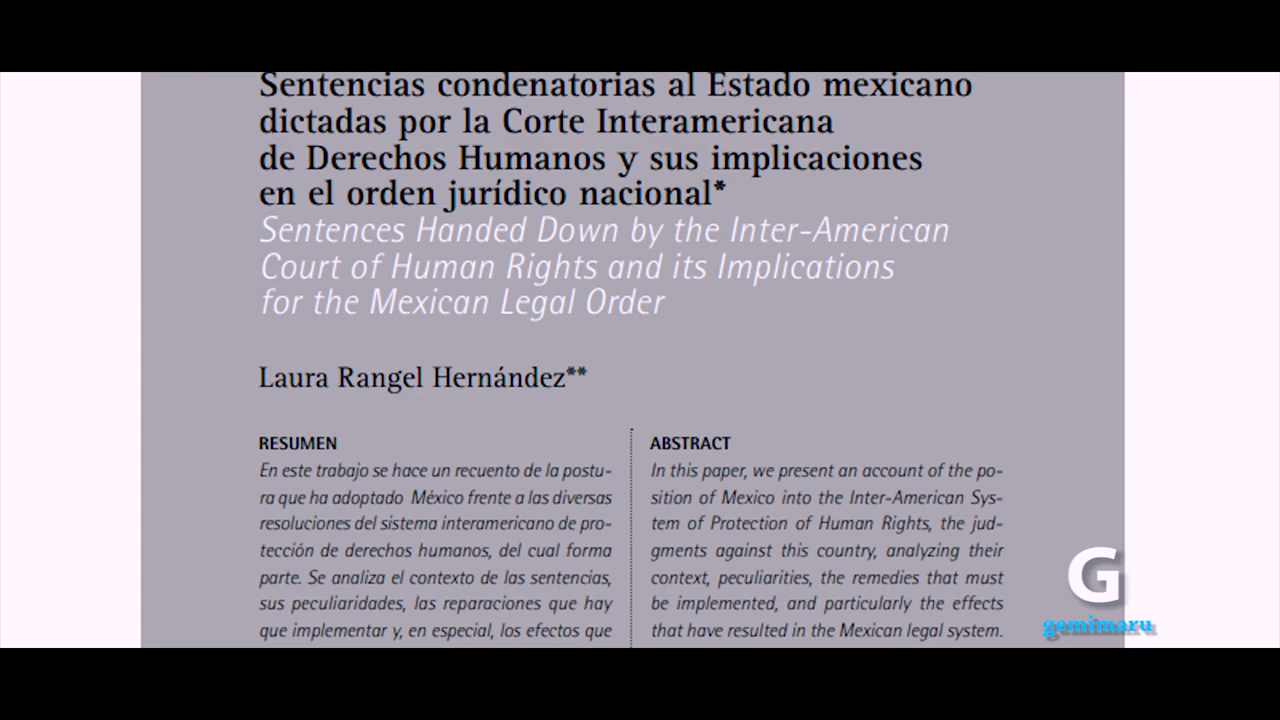 Sentencias condenatorias al Estado mexicano
dictadas por la Corte Interamericana
de Derechos Humanos y sus implicaciones
en el orden jurídico nacional*
Sentences Handed Down by the Inter-American
Court of Human Rights and its Implications
for the Mexican Legal Order
Laura Rangel Hernández**
RESUMEN
En este trabajo se hace un recuento de la postu-
ra que ha adoptado México frente a las diversas
resoluciones del sistema interamericano de pro-
tección de derechos humanos, del cual forma
parte. Se analiza el contexto de las sentencias,
sus peculiaridades, las reparaciones que hay
que implementar y, en especial, los efectos que
ABSTRACT
In this paper, we present an account of the po-
sition of Mexico into the Inter-American Sys-
tem of Protection of Human Rights, the jud-
gments against this country, analyzing their
context, peculiarities, the remedies that must
be implemented, and particularly the effects
that have resulted in the Mexican legal system.
G
gemimaru